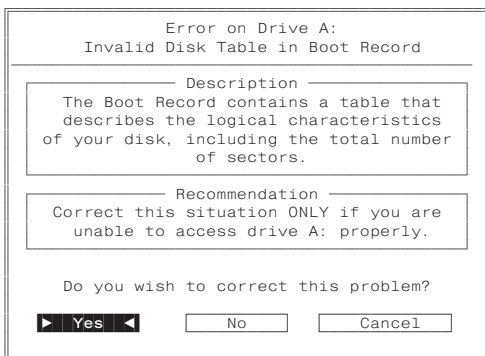 Error on Drive A:
Invalid Disk Table in Boot Record
Description
The Boot Record contains a table that
describes the logical characteristics
of your disk, including the total number
of sectors.
Recommendation
Correct this situation ONLY if you are
unable to access drive A: properly.
Do you wish to correct this problem?
Yes No Cancel